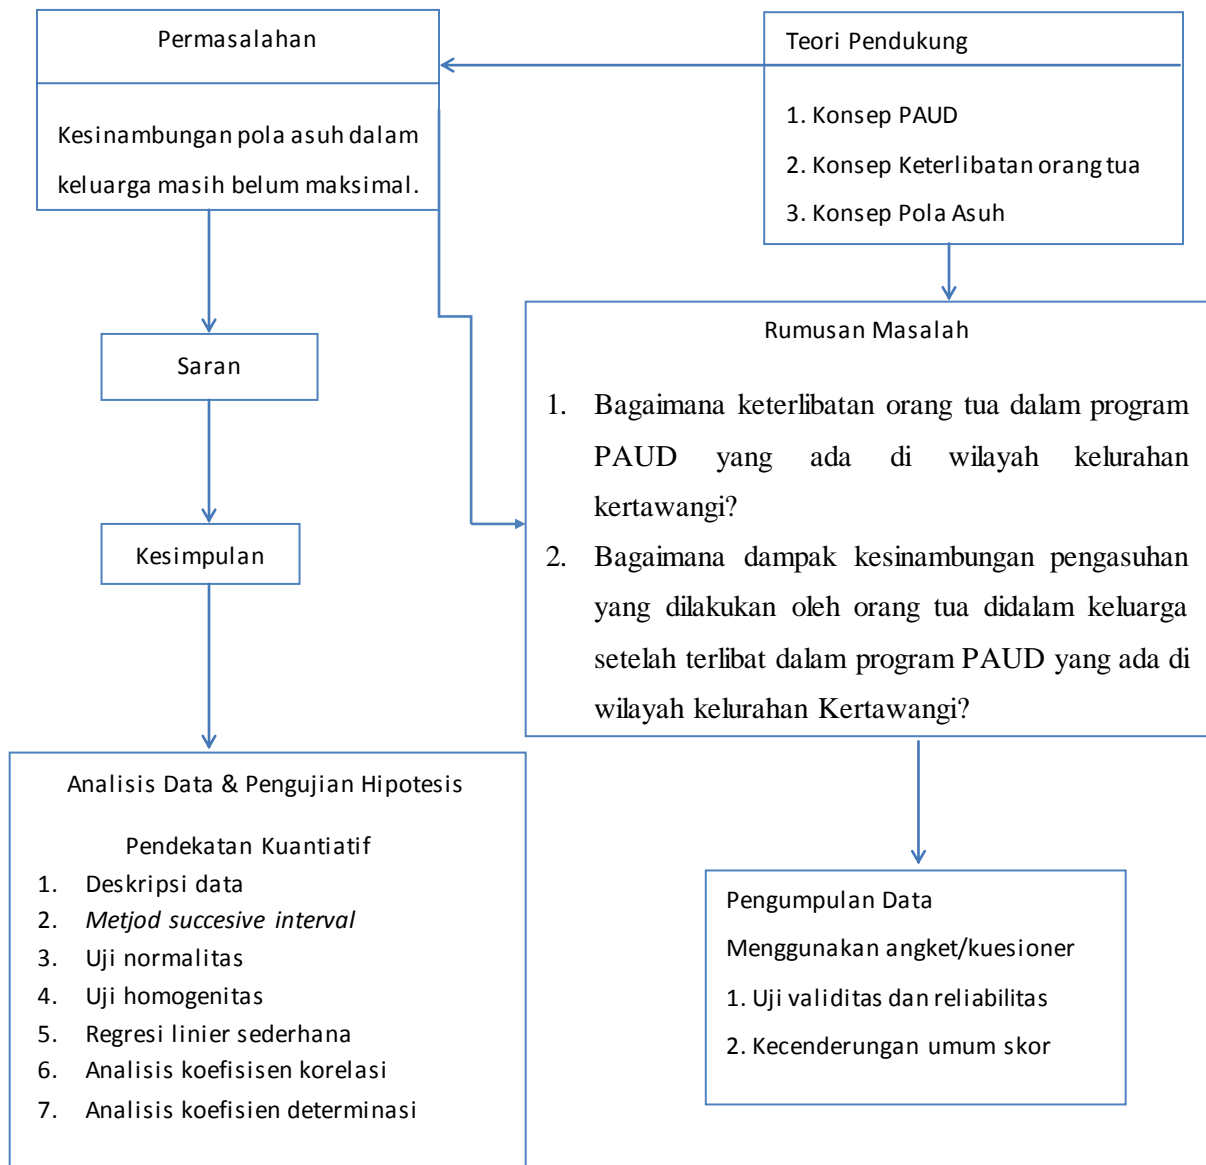 Permasalahan
Kesinambungan pola asuh dalam
keluarga masih belum maksimal.
Teori Pendukung
1. Konsep PAUD
2. Konsep Keterlibatan orang tua
3. Konsep Pola Asuh
Saran
Kesimpulan
Rumusan Masalah
1. Bagaimana keterlibatan orang tua dalam program
PAUD yang ada di wilayah kelurahan
kertawangi?
2. Bagaimana dampak kesinambungan pengasuhan
yang dilakukan oleh orang tua didalam keluarga
setelah terlibat dalam program PAUD yang ada di
wilayah kelurahan Kertawangi?
Analisis Data & Pengujian Hipotesis
Pendekatan Kuantiatif
1. Deskripsi data
2. Metjod succesive interval
3. Uji normalitas
4. Uji homogenitas
5. Regresi linier sederhana
6. Analisis koefisisen korelasi
7. Analisis koefisien determinasi
Pengumpulan Data
Menggunakan angket/kuesioner
1. Uji validitas dan reliabilitas
2. Kecenderungan umum skor